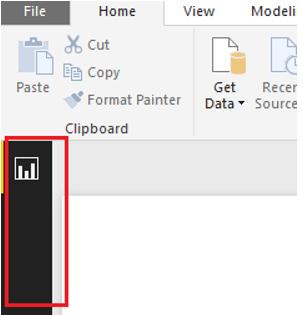 File Home View Modeli
Cut
Copy
Format Painter
Paste
Clipboard
Get
Data
Recen
Source